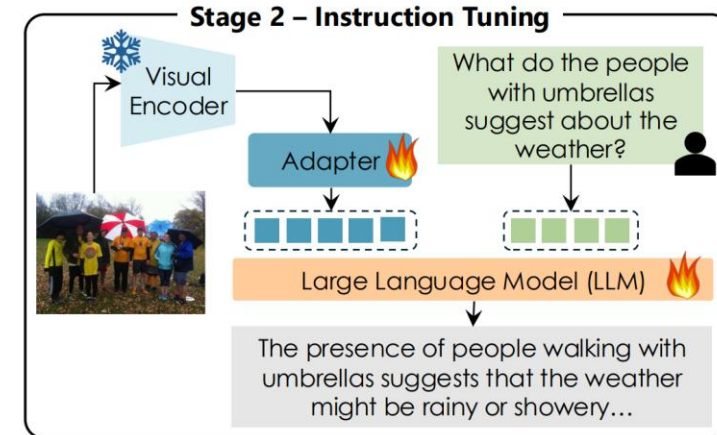 Stage 2 – Instruction Tuning
Visual
Encoder
What do the people
with umbrellas
suggest about the
weather?
Adapter
Large Language Model (LLM)
The presence of people walking with
umbrellas suggests that the weather
might be rainy or showery...